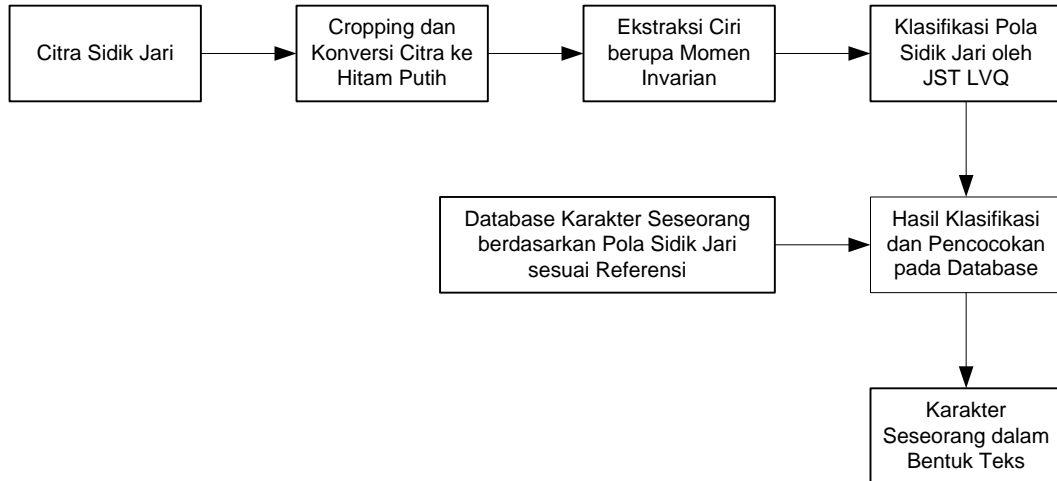 Citra Sidik Jari
Cropping dan
Konversi Citra ke
Hitam Putih
Ekstraksi Ciri
berupa Momen
Invarian
Klasifikasi Pola
Sidik Jari oleh
JST LVQ
Database Karakter Seseorang
berdasarkan Pola Sidik Jari
sesuai Referensi
Hasil Klasifikasi
dan Pencocokan
pada Database
Karakter
Seseorang dalam
Bentuk Teks